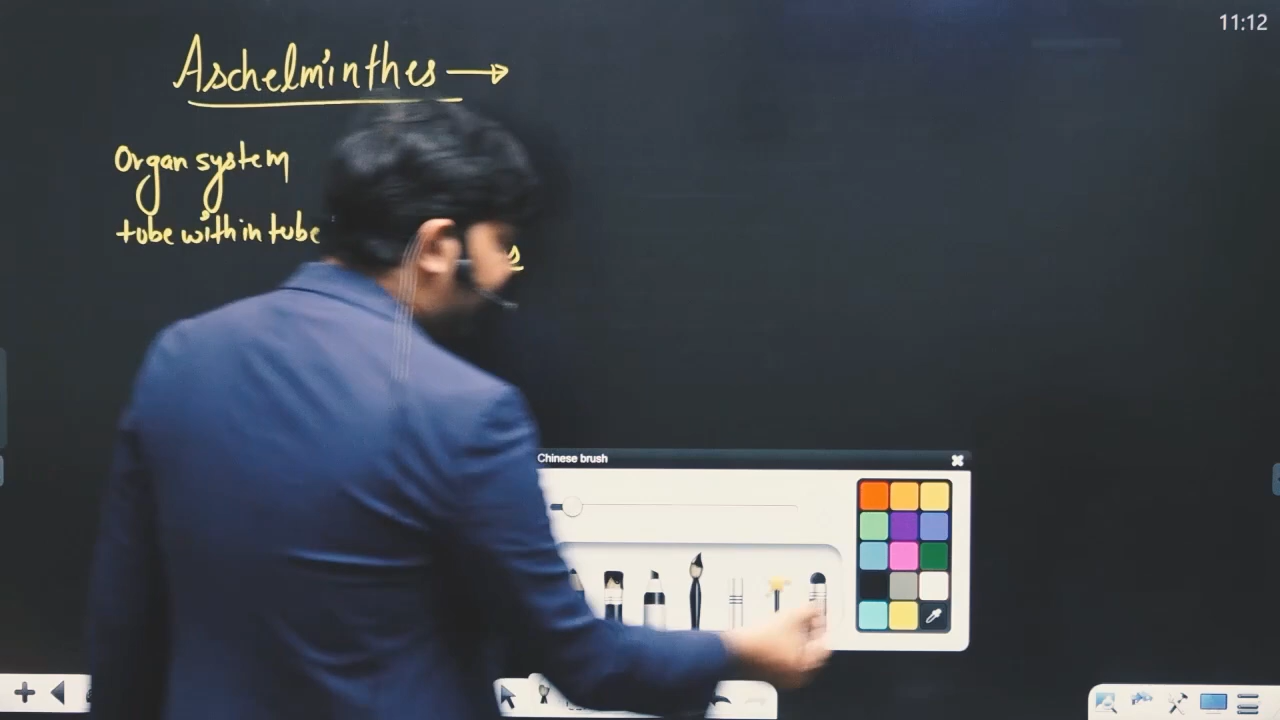 11:12
Aschelminthes →
Organ system
tube within tube
Chinese brush